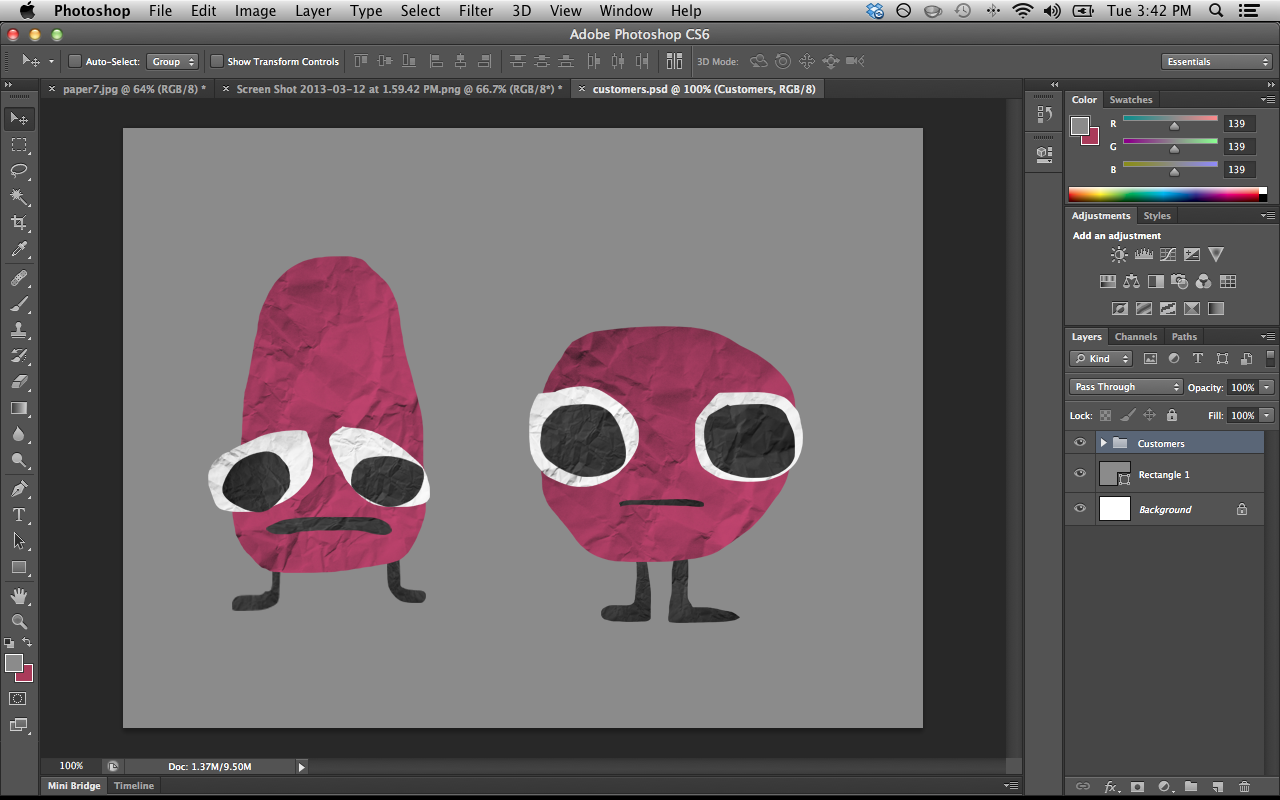 Photoshop File Edit Image Layer Type Select Filter 3D View Window Help Tue 3:42 PM
Adobe Photoshop CS6
Auto-Select: Group Show Transform Controls 3D Mode: Essentials
paper7.jpg @ 64% (RGB/8) * Screen Shot 2013-03-12 at 1.59.42 PM.png @ 66.7% (RGB/8*) * customers.psd @ 100% (Customers, RGB/8)
Color Swatches
R 139
G 139
B 139
Adjustments Styles
Add an adjustment
Layers Channels Paths
Kind
Pass Through Opacity: 100%
Lock: Fill: 100%
Customers
Rectangle 1
Background
100% Doc: 1.37M/9.50M
Mini Bridge Timeline